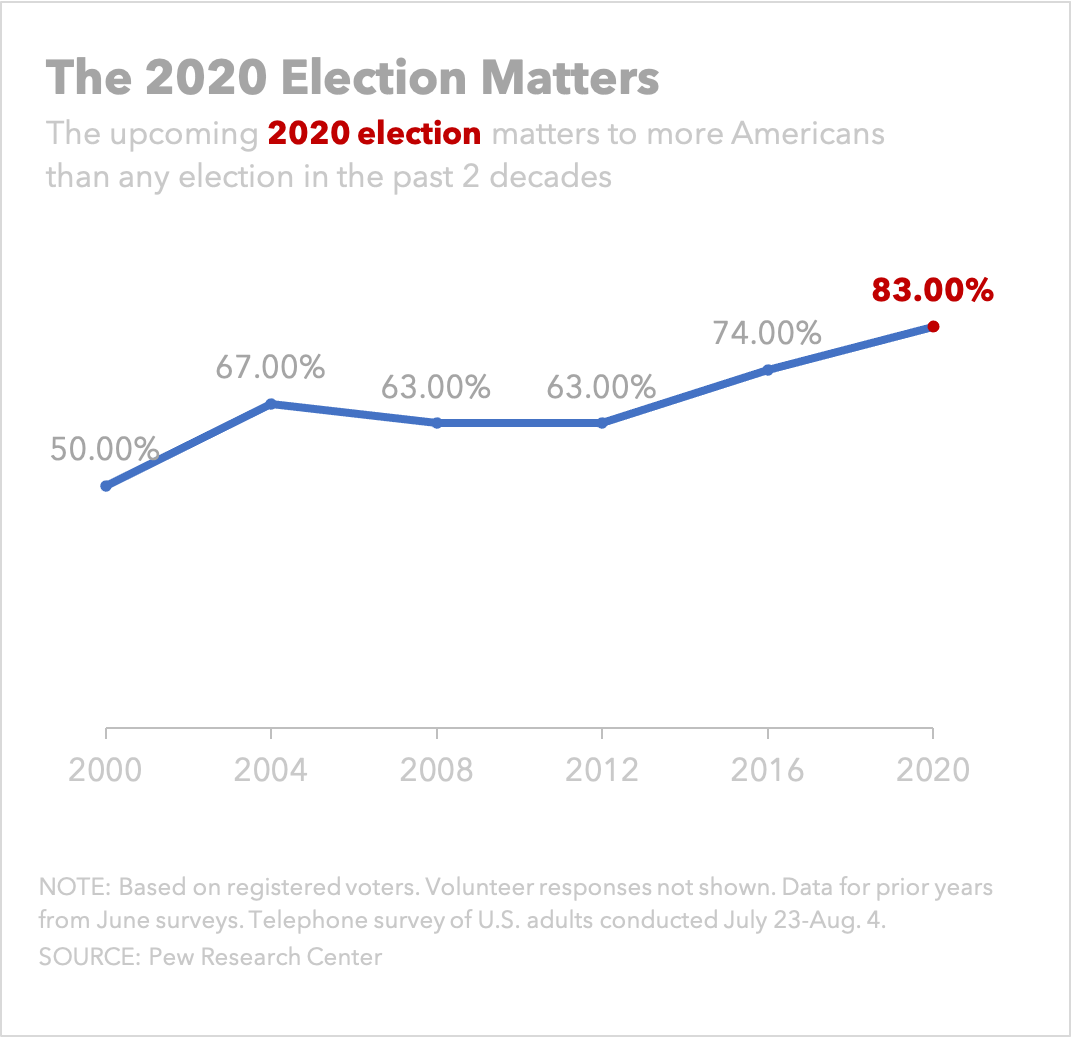 The 2020 Election Matters
The upcoming 2020 election matters to more Americans
than any election in the past 2 decades
83.00%
74.00%
67.00%
63.00% 63.00%
50.00%
2000 2004 2008 2012 2016 2020
NOTE: Based on registered voters. Volunteer responses not shown. Data for prior years
from June surveys. Telephone survey of U.S. adults conducted July 23-Aug. 4.
SOURCE: Pew Research Center